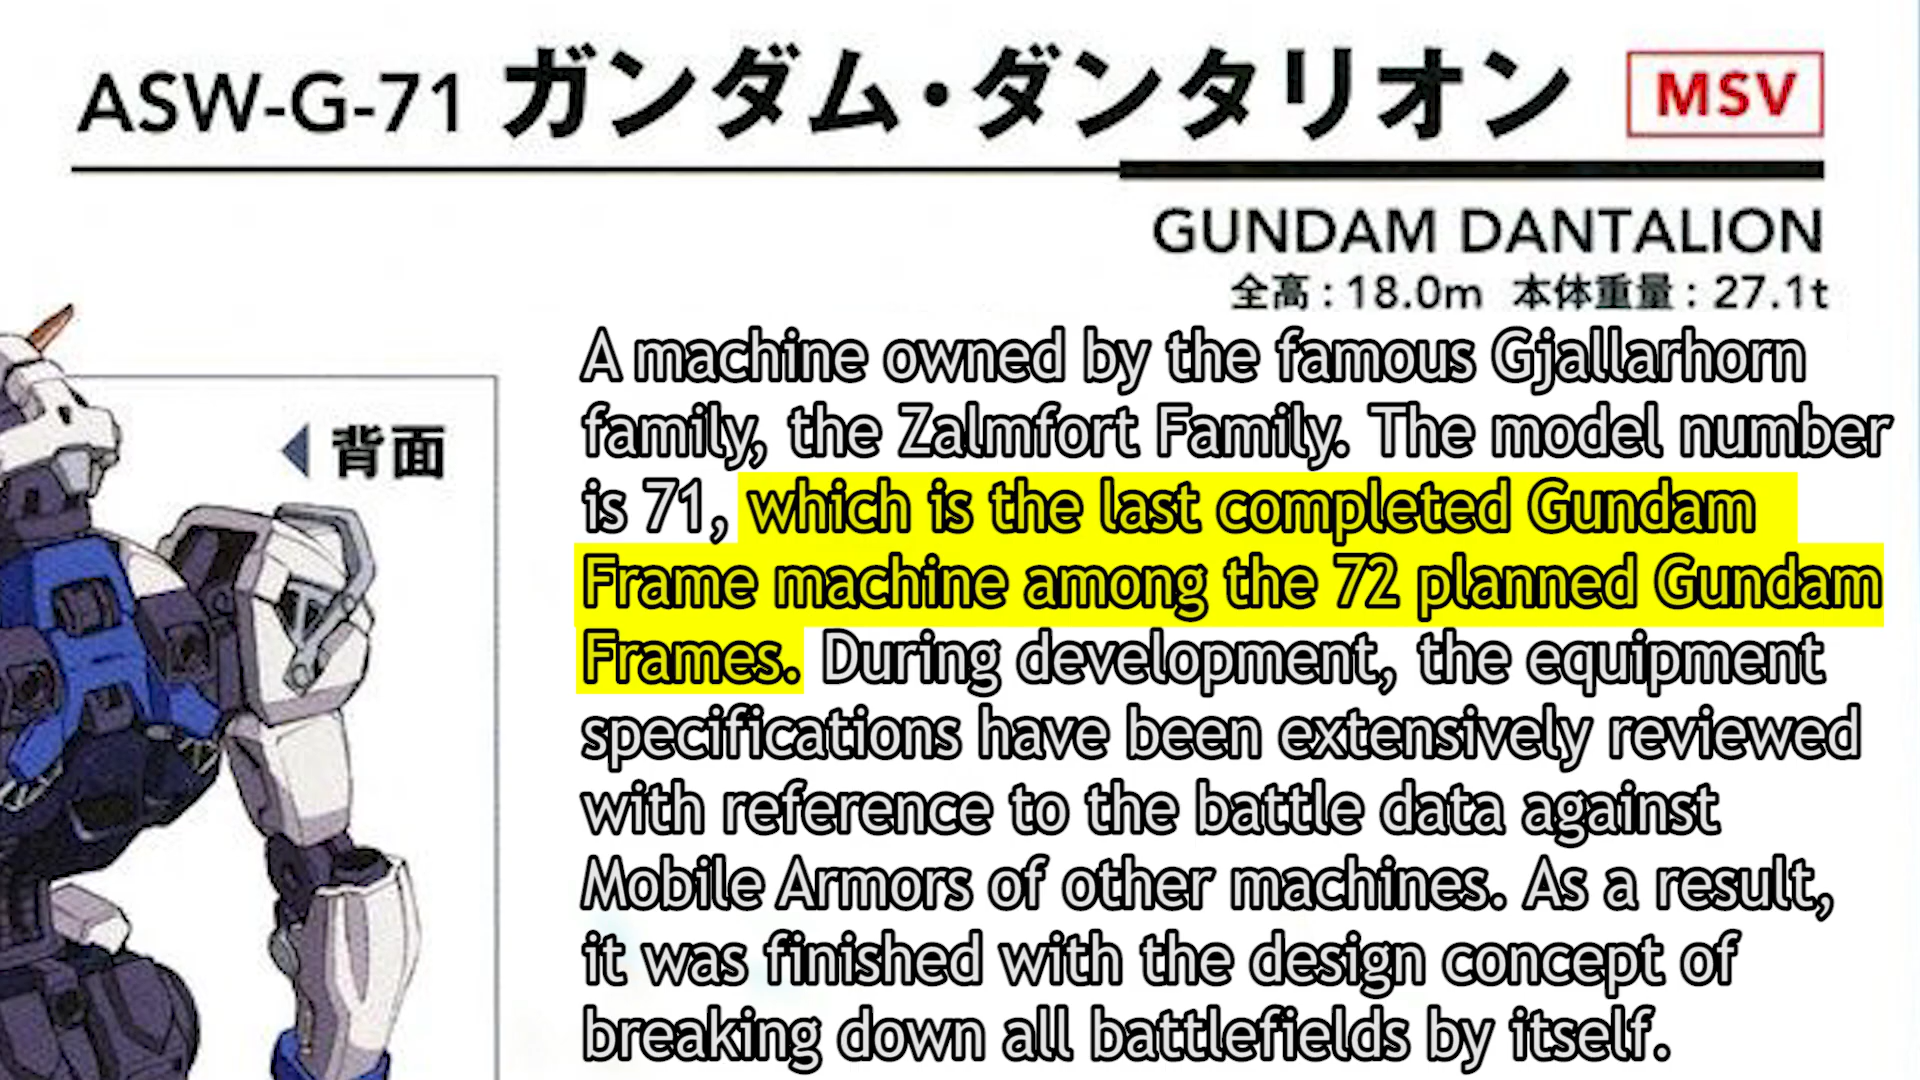 ASW-G-71 ガンダム・ダンタリオン MSV
GUNDAM DANTALION
全高：18.0m 本体重量：27.1t
背面
A machine owned by the famous Gjallarhorn
family, the Zalmfort Family. The model number
is 71, which is the last completed Gundam
Frame machine among the 72 planned Gundam
Frames. During development, the equipment
specifications have been extensively reviewed
with reference to the battle data against
Mobile Armors of other machines. As a result,
it was finished with the design concept of
breaking down all battlefields by itself.